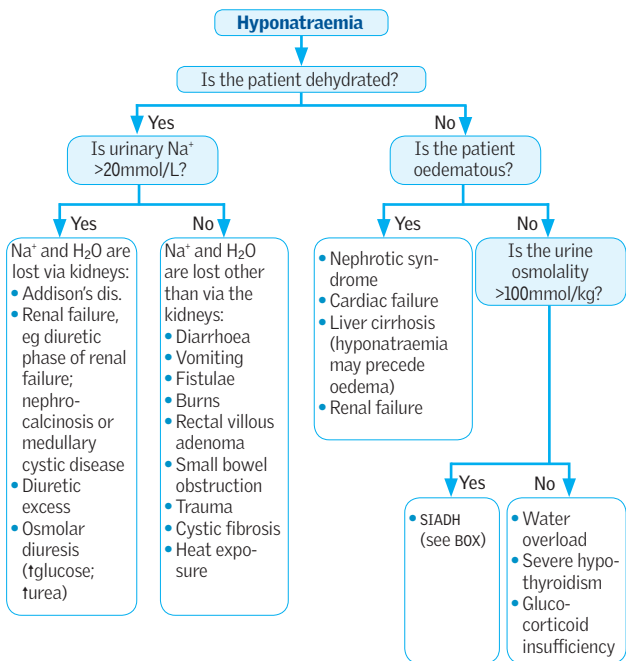 Hyponatraemia
Is the patient dehydrated?
Yes
No
Is urinary Na⁺
>20mmol/L?
Is the patient
oedematous?
Yes
No
Yes
No
Na⁺ and H₂O are
lost via kidneys:
• Addison's dis.
• Renal failure,
eg diuretic
phase of renal
failure;
nephro-
calcinosis or
medullary
cystic disease
• Diuretic
excess
• Osmolar
diuresis
(↑glucose;
↑urea)
Na⁺ and H₂O
are lost other
than via the
kidneys:
• Diarrhoea
• Vomiting
• Fistulae
• Burns
• Rectal villous
adenoma
• Small bowel
obstruction
• Trauma
• Cystic fibrosis
• Heat expo-
sure
• Nephrotic syn-
drome
• Cardiac failure
• Liver cirrhosis
(hyponatraemia
may precede
oedema)
• Renal failure
Is the urine
osmolality
>100mmol/kg?
Yes
No
• SIADH
(see BOX)
• Water
overload
• Severe hypo-
thyroidism
• Gluco-
corticoid
insufficiency